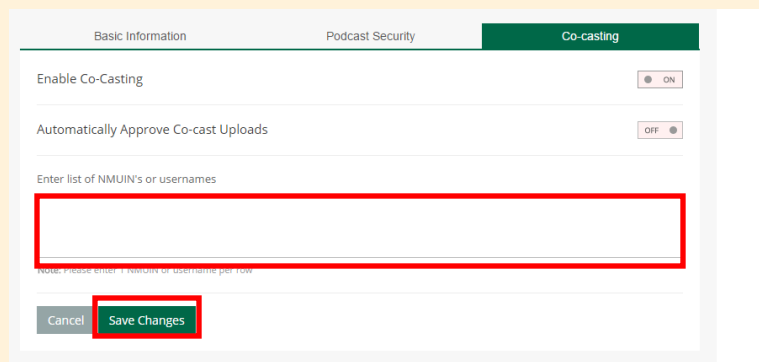 Basic Information Podcast Security Co-casting
Enable Co-Casting ON
Automatically Approve Co-cast Uploads OFF
Enter list of NMUIN's or usernames
Note: Please enter 1 NMUIN or username per row
Cancel Save Changes